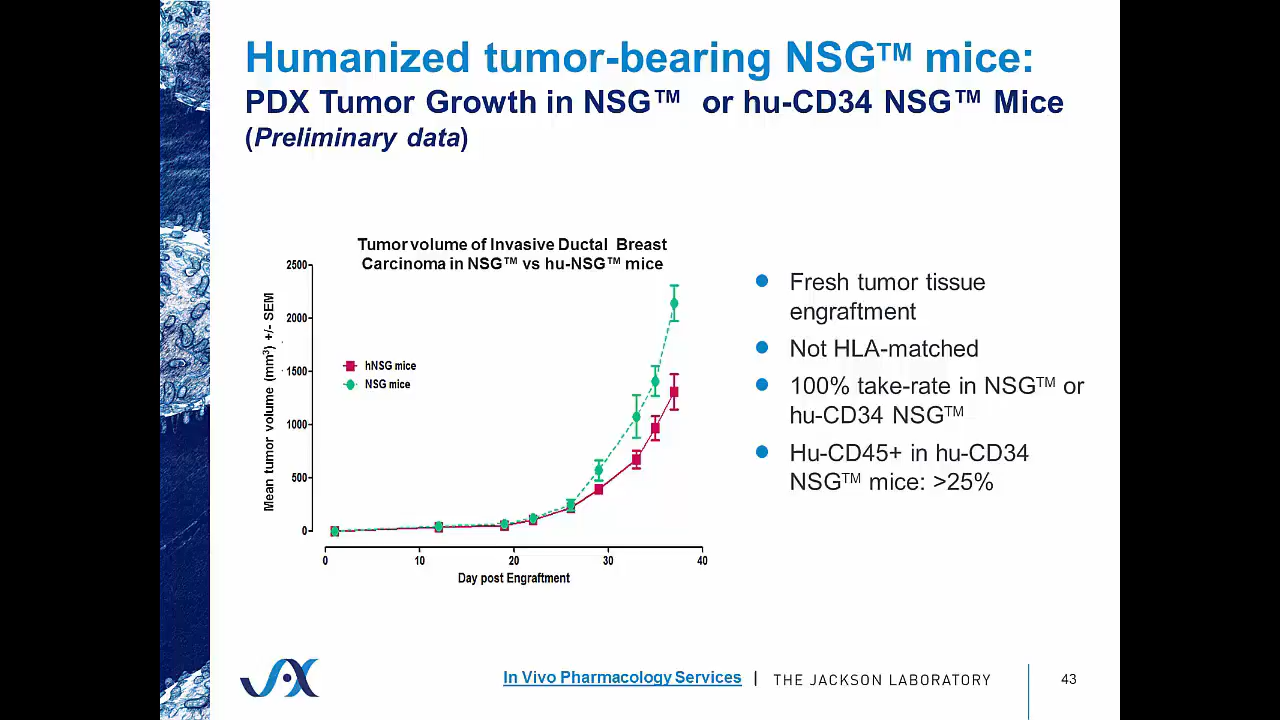 Humanized tumor-bearing NSG™ mice:
PDX Tumor Growth in NSG™ or hu-CD34 NSG™ Mice
(Preliminary data)
Tumor volume of Invasive Ductal Breast
Carcinoma in NSG™ vs hu-NSG™ mice
Mean tumor volume (mm³) +/- SEM
2500
2000
1500
1000
500
0
hNSG mice
NSG mice
0 10 20 30 40
Day post Engraftment
Fresh tumor tissue
engraftment
Not HLA-matched
100% take-rate in NSG™ or
hu-CD34 NSG™
Hu-CD45+ in hu-CD34
NSG™ mice: >25%
JAX
In Vivo Pharmacology Services | THE JACKSON LABORATORY
43